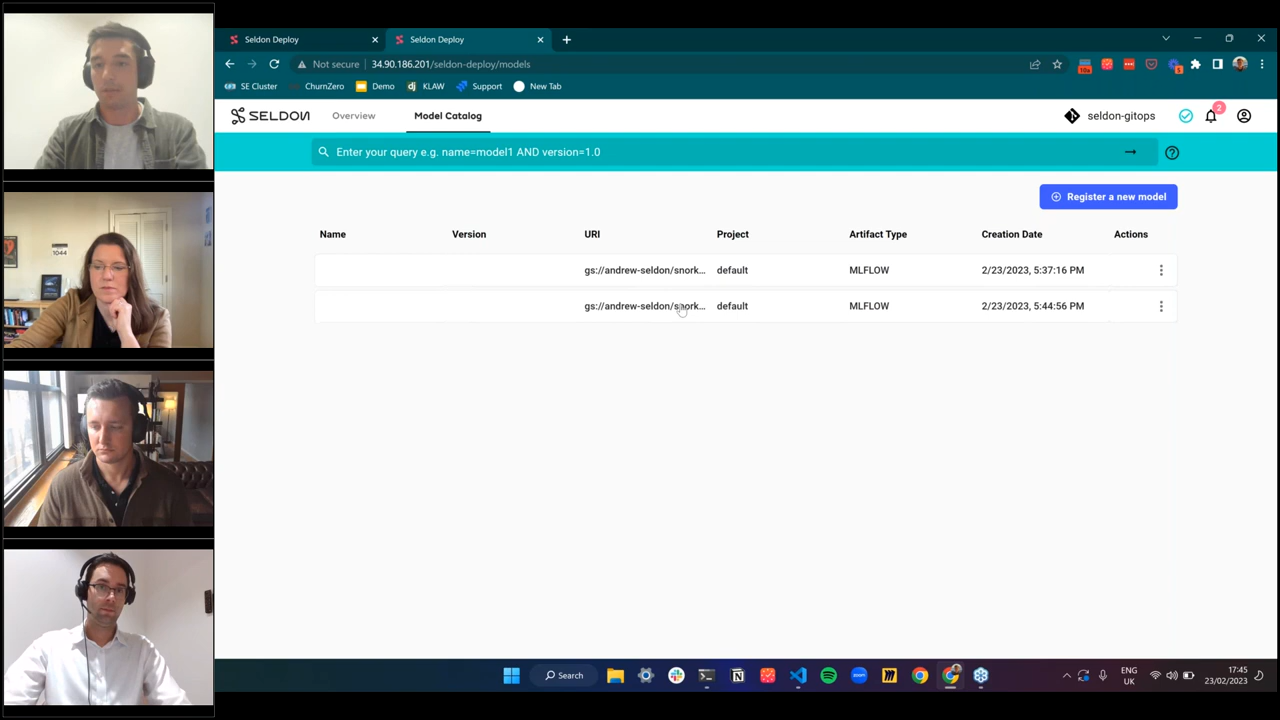 Seldon Deploy
Seldon Deploy
Not secure 34.90.186.201/seldon-deploy/models
SE Cluster ChurnZero Demo KLAW Support New Tab
SELDON Overview Model Catalog seldon-gitops 2
Enter your query e.g. name=model1 AND version=1.0
Register a new model
Name Version URI Project Artifact Type Creation Date Actions
gs://andrew-seldon/snork... default MLFLOW 2/23/2023, 5:37:16 PM
gs://andrew-seldon/snork... default MLFLOW 2/23/2023, 5:44:56 PM
1044
Search ENG 17:45
UK 23/02/2023